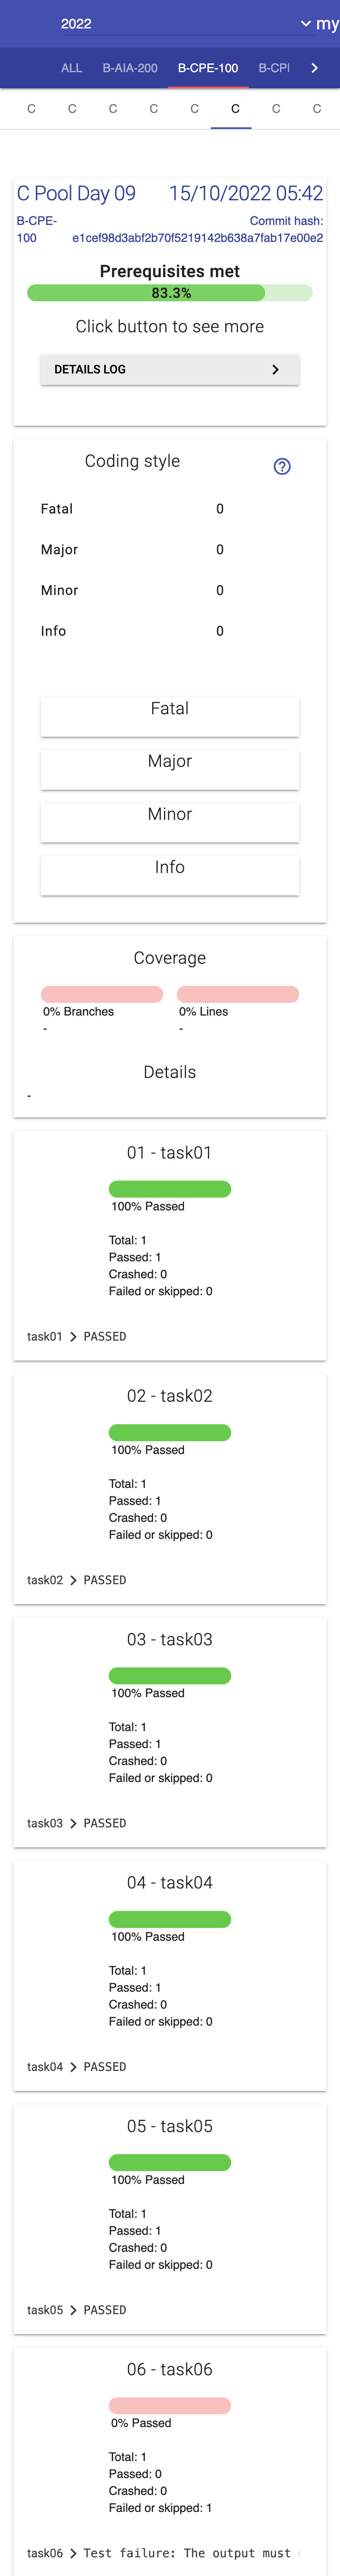 2022 my
ALL B-AIA-200 B-CPE-100 B-CPI
C C C C C C C C
C Pool Day 09 15/10/2022 05:42
B-CPE-100 Commit hash:
e1cef98d3abf2b70f5219142b638a7fab17e00e2
Prerequisites met
83.3%
Click button to see more
DETAILS LOG
Coding style
Fatal 0
Major 0
Minor 0
Info 0
Fatal
Major
Minor
Info
Coverage
0% Branches 0% Lines
- -
Details
-
01 - task01
100% Passed
Total: 1
Passed: 1
Crashed: 0
Failed or skipped: 0
task01 > PASSED
02 - task02
100% Passed
Total: 1
Passed: 1
Crashed: 0
Failed or skipped: 0
task02 > PASSED
03 - task03
100% Passed
Total: 1
Passed: 1
Crashed: 0
Failed or skipped: 0
task03 > PASSED
04 - task04
100% Passed
Total: 1
Passed: 1
Crashed: 0
Failed or skipped: 0
task04 > PASSED
05 - task05
100% Passed
Total: 1
Passed: 1
Crashed: 0
Failed or skipped: 0
task05 > PASSED
06 - task06
0% Passed
Total: 1
Passed: 0
Crashed: 0
Failed or skipped: 1
task06 > Test failure: The output must